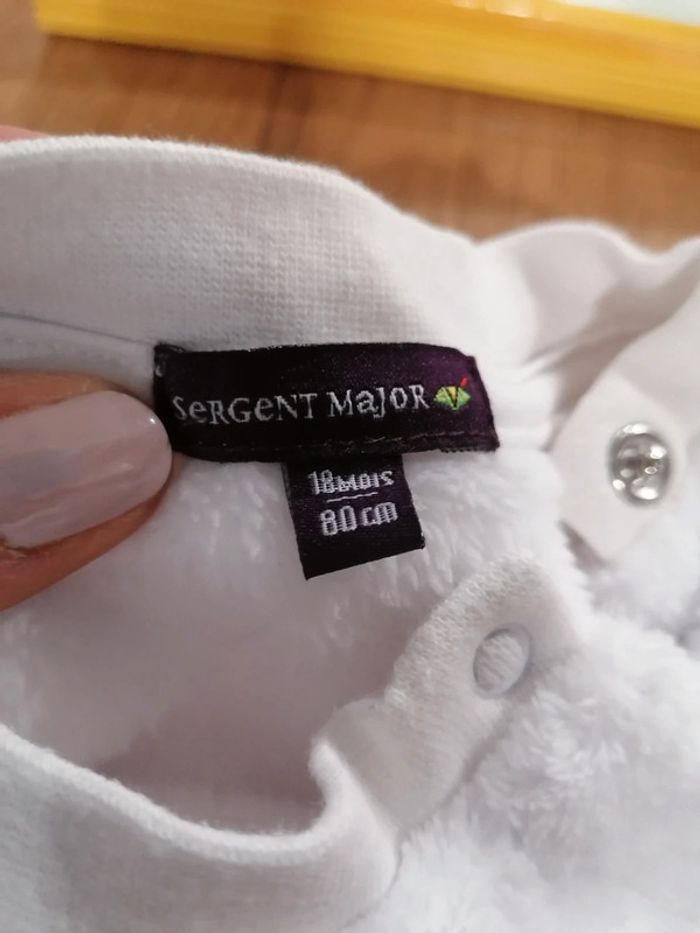 SeRGeNT MaJoR
18MOIS
80cm